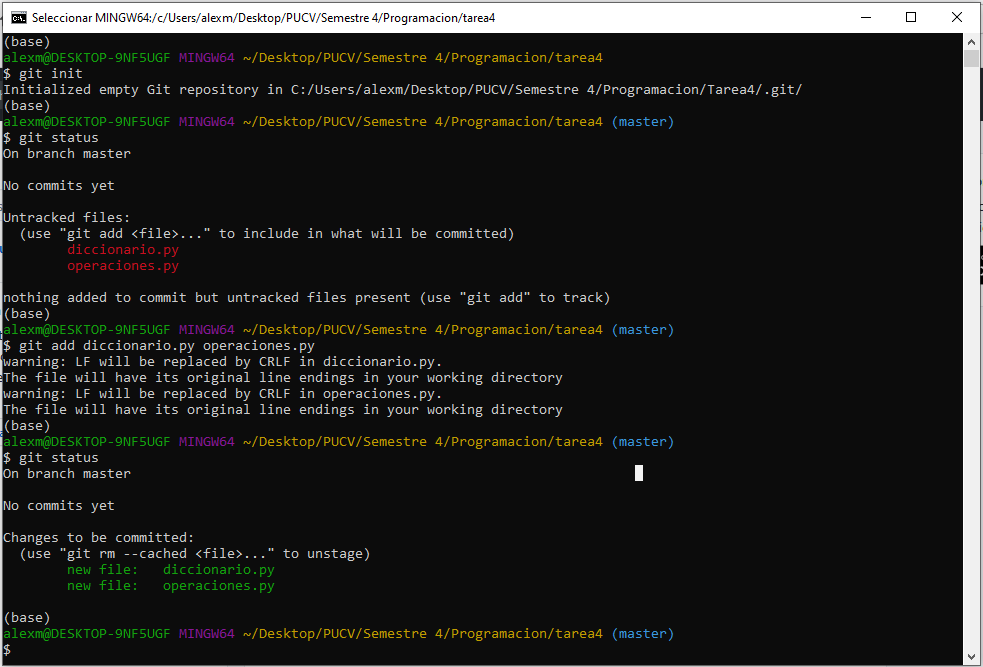 Seleccionar MINGW64:/c/Users/alexm/Desktop/PUCV/Semestre 4/Programacion/tarea4
(base)
alexm@DESKTOP-9NF5UGF MINGW64 ~/Desktop/PUCV/Semestre 4/Programacion/tarea4
$ git init
Initialized empty Git repository in C:/Users/alexm/Desktop/PUCV/Semestre 4/Programacion/Tarea4/.git/
(base)
alexm@DESKTOP-9NF5UGF MINGW64 ~/Desktop/PUCV/Semestre 4/Programacion/tarea4 (master)
$ git status
On branch master

No commits yet

Untracked files:
  (use "git add <file>..." to include in what will be committed)
        diccionario.py
        operaciones.py

nothing added to commit but untracked files present (use "git add" to track)
(base)
alexm@DESKTOP-9NF5UGF MINGW64 ~/Desktop/PUCV/Semestre 4/Programacion/tarea4 (master)
$ git add diccionario.py operaciones.py
warning: LF will be replaced by CRLF in diccionario.py.
The file will have its original line endings in your working directory
warning: LF will be replaced by CRLF in operaciones.py.
The file will have its original line endings in your working directory
(base)
alexm@DESKTOP-9NF5UGF MINGW64 ~/Desktop/PUCV/Semestre 4/Programacion/tarea4 (master)
$ git status
On branch master

No commits yet

Changes to be committed:
  (use "git rm --cached <file>..." to unstage)
        new file:   diccionario.py
        new file:   operaciones.py

(base)
alexm@DESKTOP-9NF5UGF MINGW64 ~/Desktop/PUCV/Semestre 4/Programacion/tarea4 (master)
$